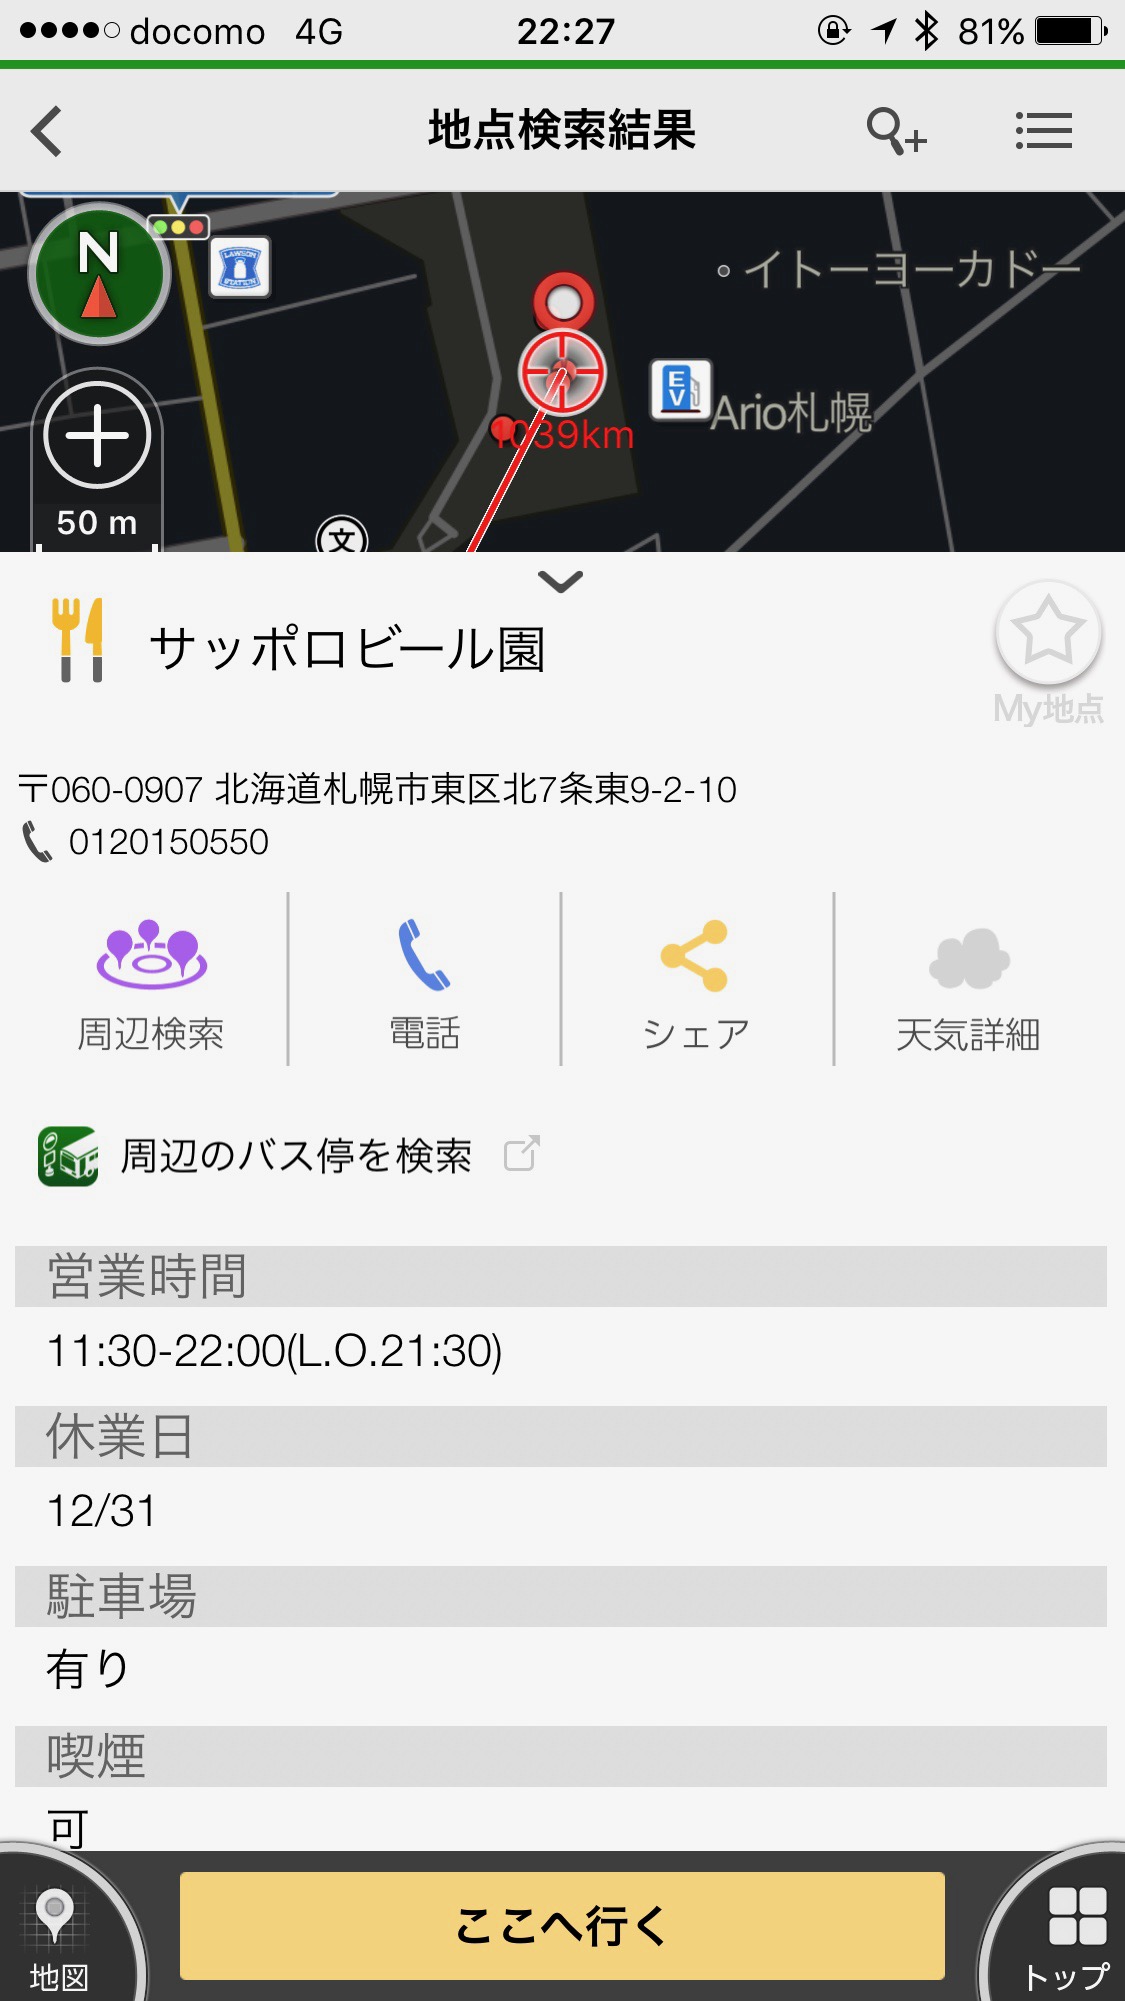 docomo 4G 22:27 81%
地点検索結果
N
LAWSON STATION
イトーヨーカドー
EV
Ario札幌
1039km
50 m
文
サッポロビール園
My地点
〒060-0907 北海道札幌市東区北7条東9-2-10
0120150550
周辺検索 電話 シェア 天気詳細
周辺のバス停を検索
営業時間
11:30-22:00(L.O.21:30)
休業日
12/31
駐車場
有り
喫煙
可
ここへ行く
地図 トップ